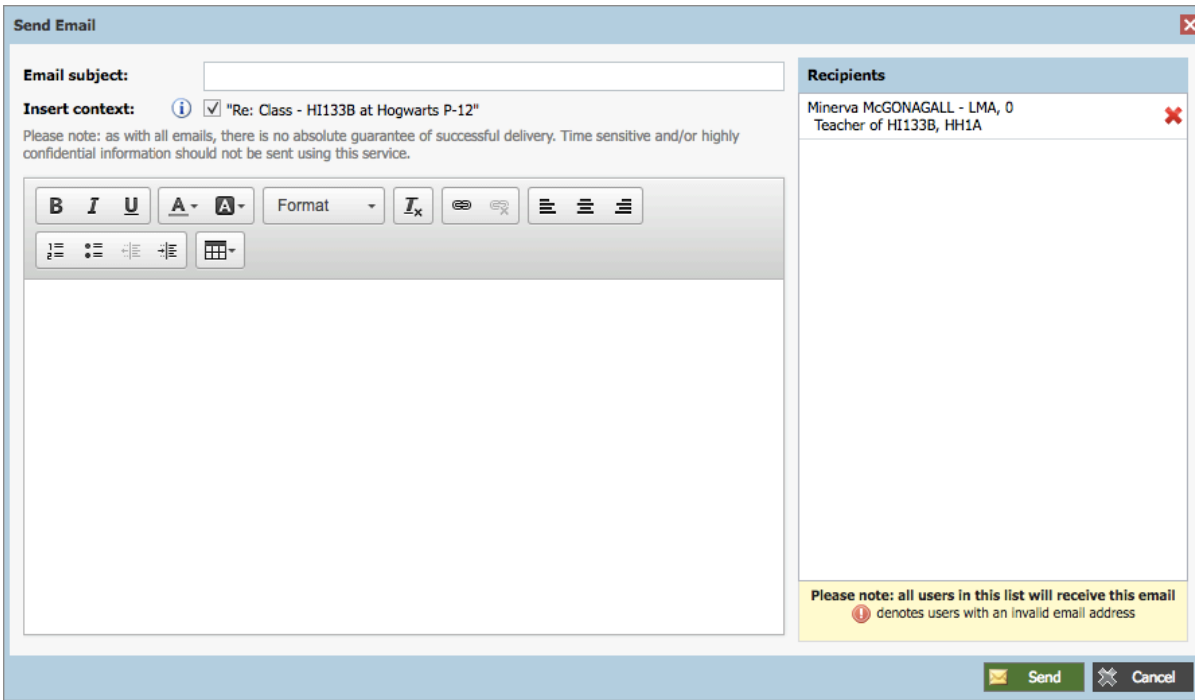 Send Email
Email subject:
Insert context: "Re: Class - HI133B at Hogwarts P-12"
Please note: as with all emails, there is no absolute guarantee of successful delivery. Time sensitive and/or highly
confidential information should not be sent using this service.
B I U A A Format Tx
Recipients
Minerva McGONAGALL - LMA, 0
Teacher of HI133B, HH1A
Please note: all users in this list will receive this email
denotes users with an invalid email address
Send Cancel